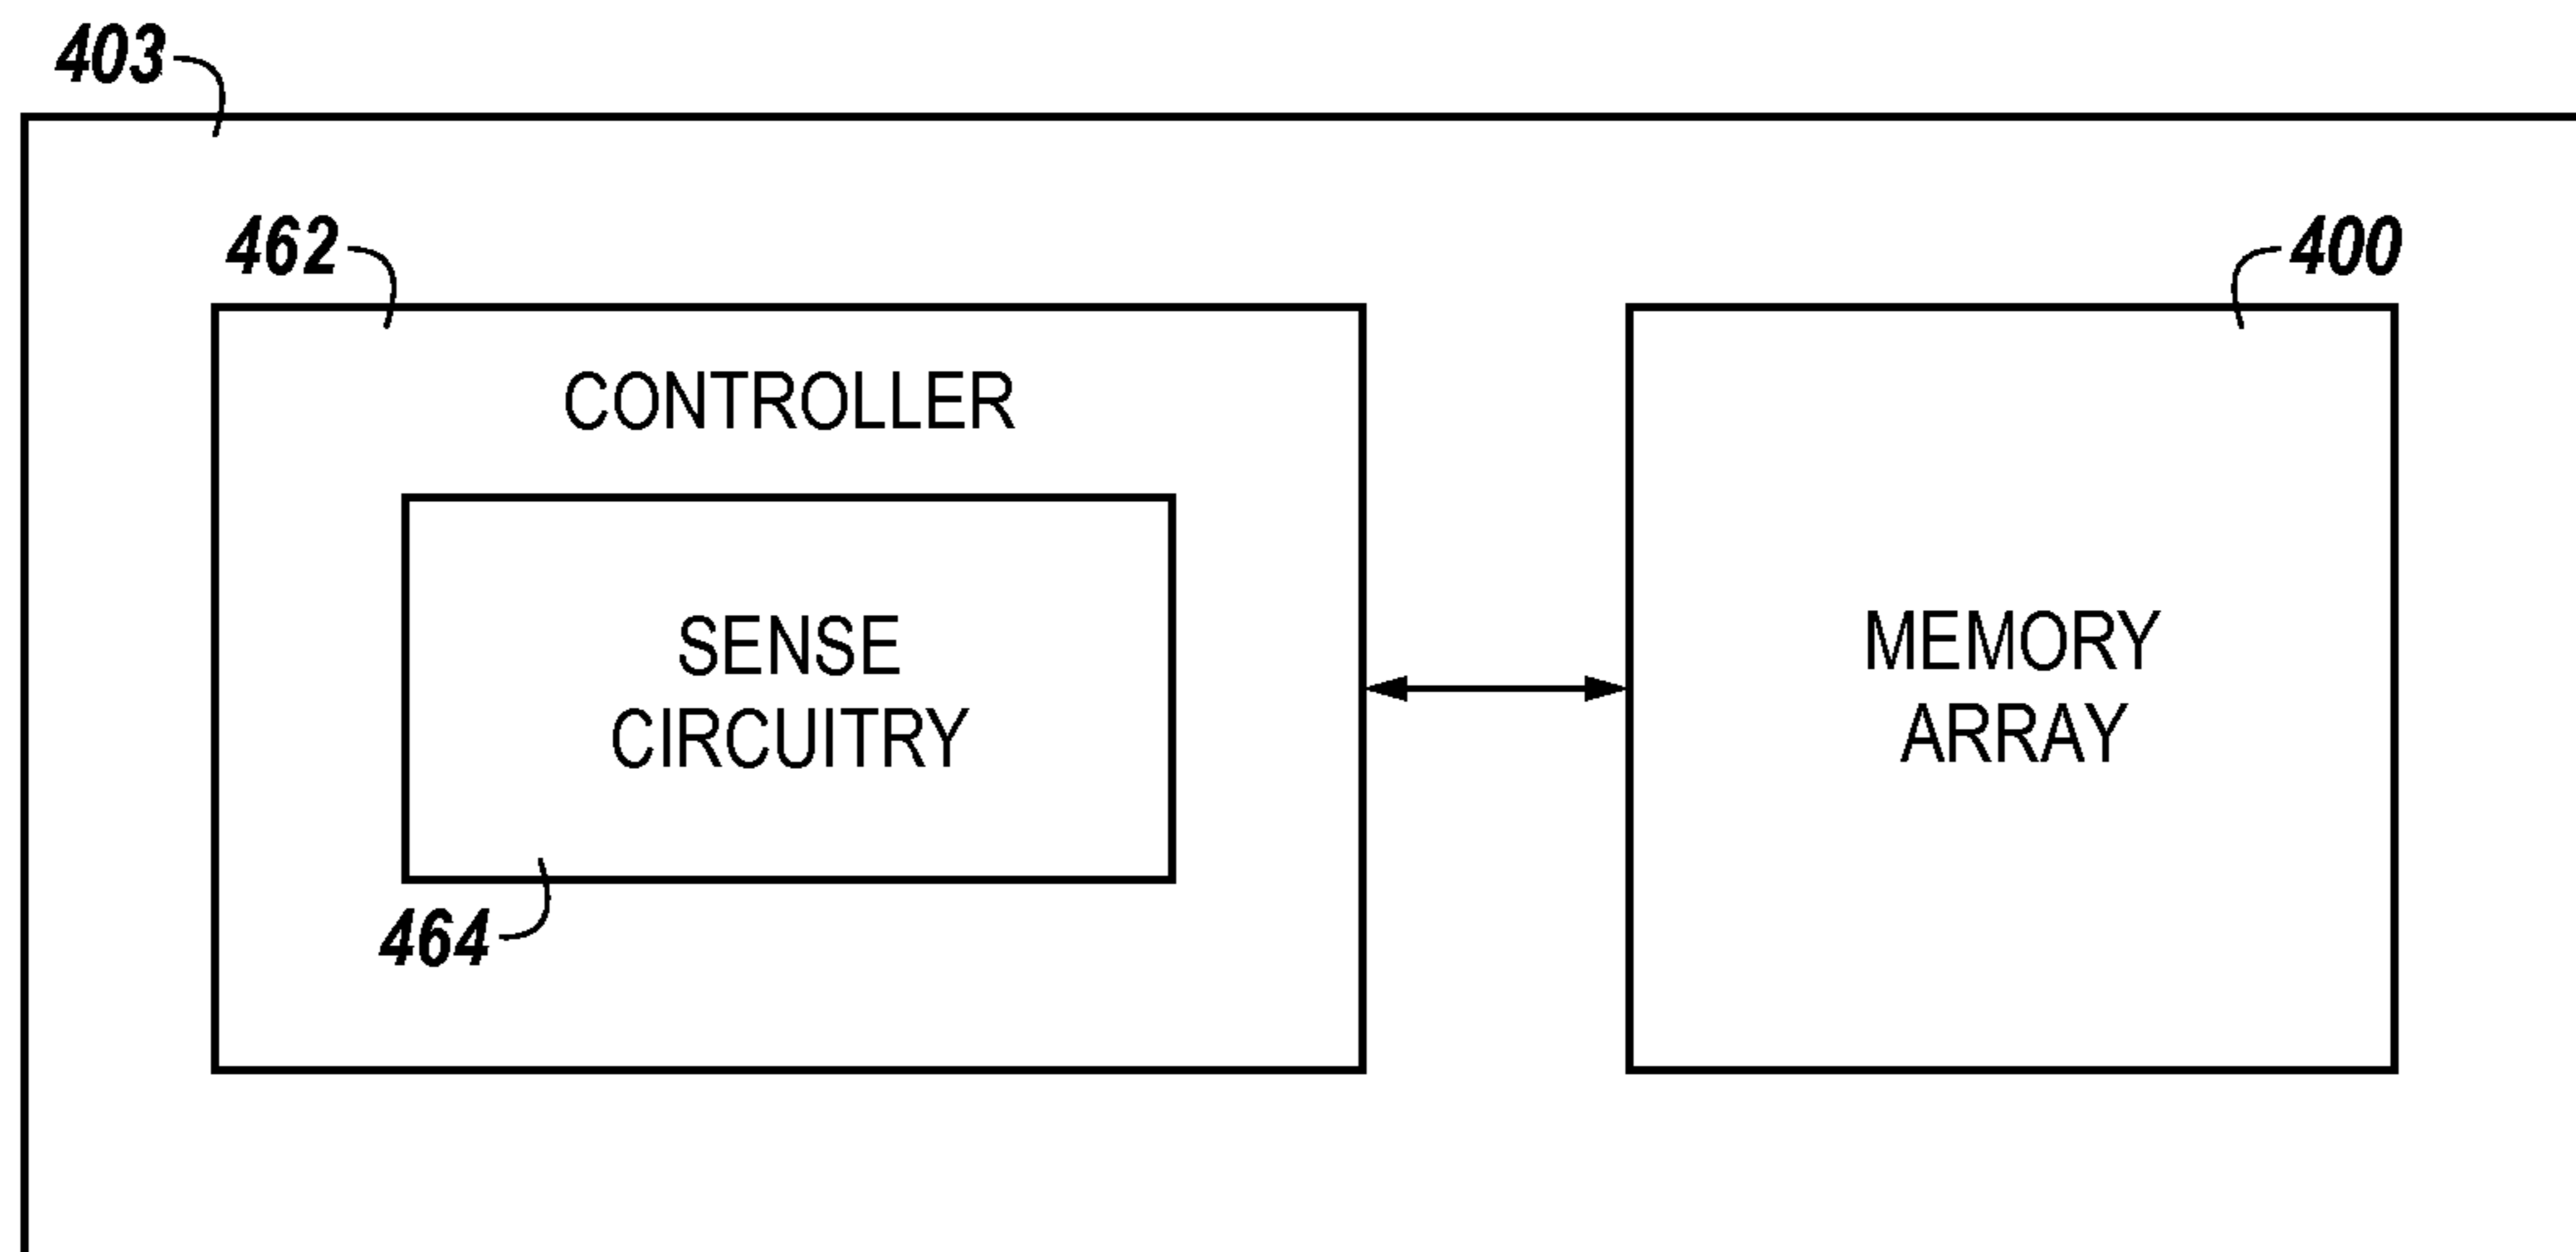 403
462
400
CONTROLLER
SENSE
CIRCUITRY
MEMORY
ARRAY
464